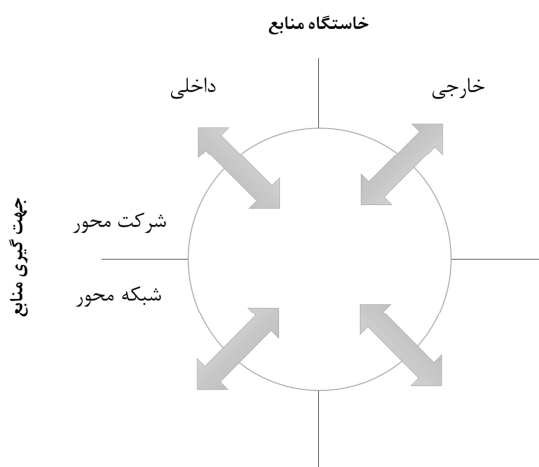 خاستگاه منابع
خارجی
داخلی
جهت گیری منابع
شرکت محور
شبکه محور